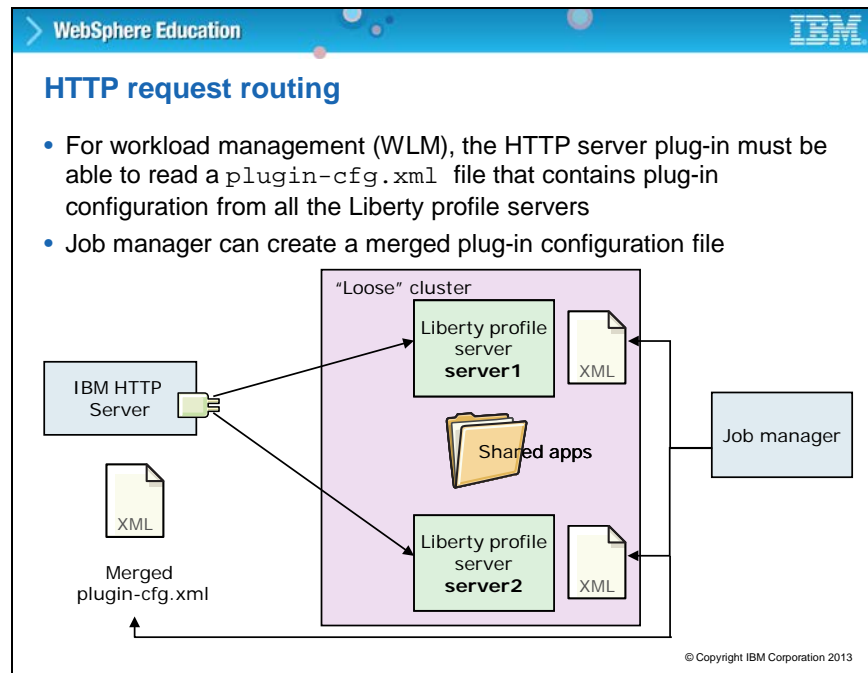 WebSphere Education
IBM
HTTP request routing
• For workload management (WLM), the HTTP server plug-in must be
able to read a plugin-cfg.xml file that contains plug-in
configuration from all the Liberty profile servers
• Job manager can create a merged plug-in configuration file
"Loose" cluster
Liberty profile
server
server1
XML
IBM HTTP
Server
Shared apps
Job manager
XML
Liberty profile
server
server2
XML
Merged
plugin-cfg.xml
© Copyright IBM Corporation 2013